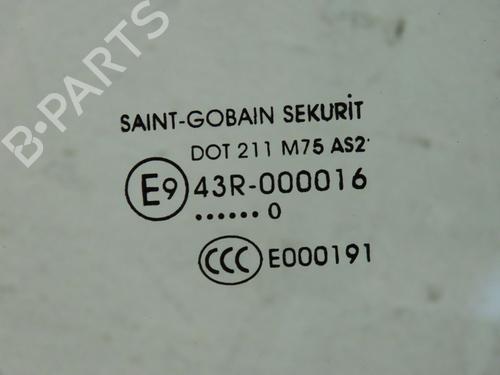 B-PARTS
SAINT-GOBAIN SEKURIT
DOT 211 M75 AS2
E9 43R-000016
...... 0
CCC E000191